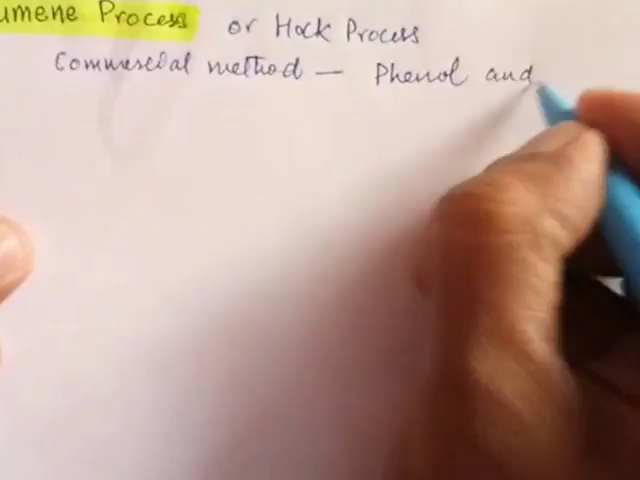 umene Process or Hock Process
Commercial method — Phenol and